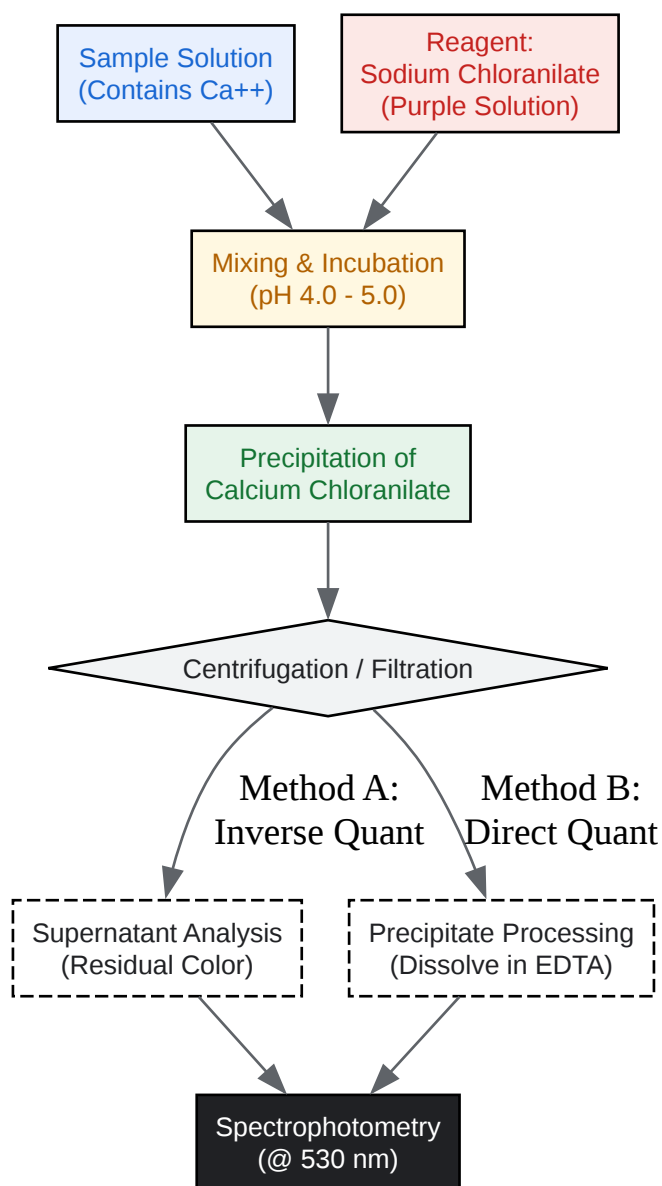 Sample Solution
(Contains Ca++)
Reagent:
Sodium Chloranilate
(Purple Solution)
Mixing & Incubation
(pH 4.0 - 5.0)
Precipitation of
Calcium Chloranilate
Centrifugation / Filtration
Method A:
Inverse Quant
Method B:
Direct Quant
Supernatant Analysis
(Residual Color)
Precipitate Processing
(Dissolve in EDTA)
Spectrophotometry
(@ 530 nm)